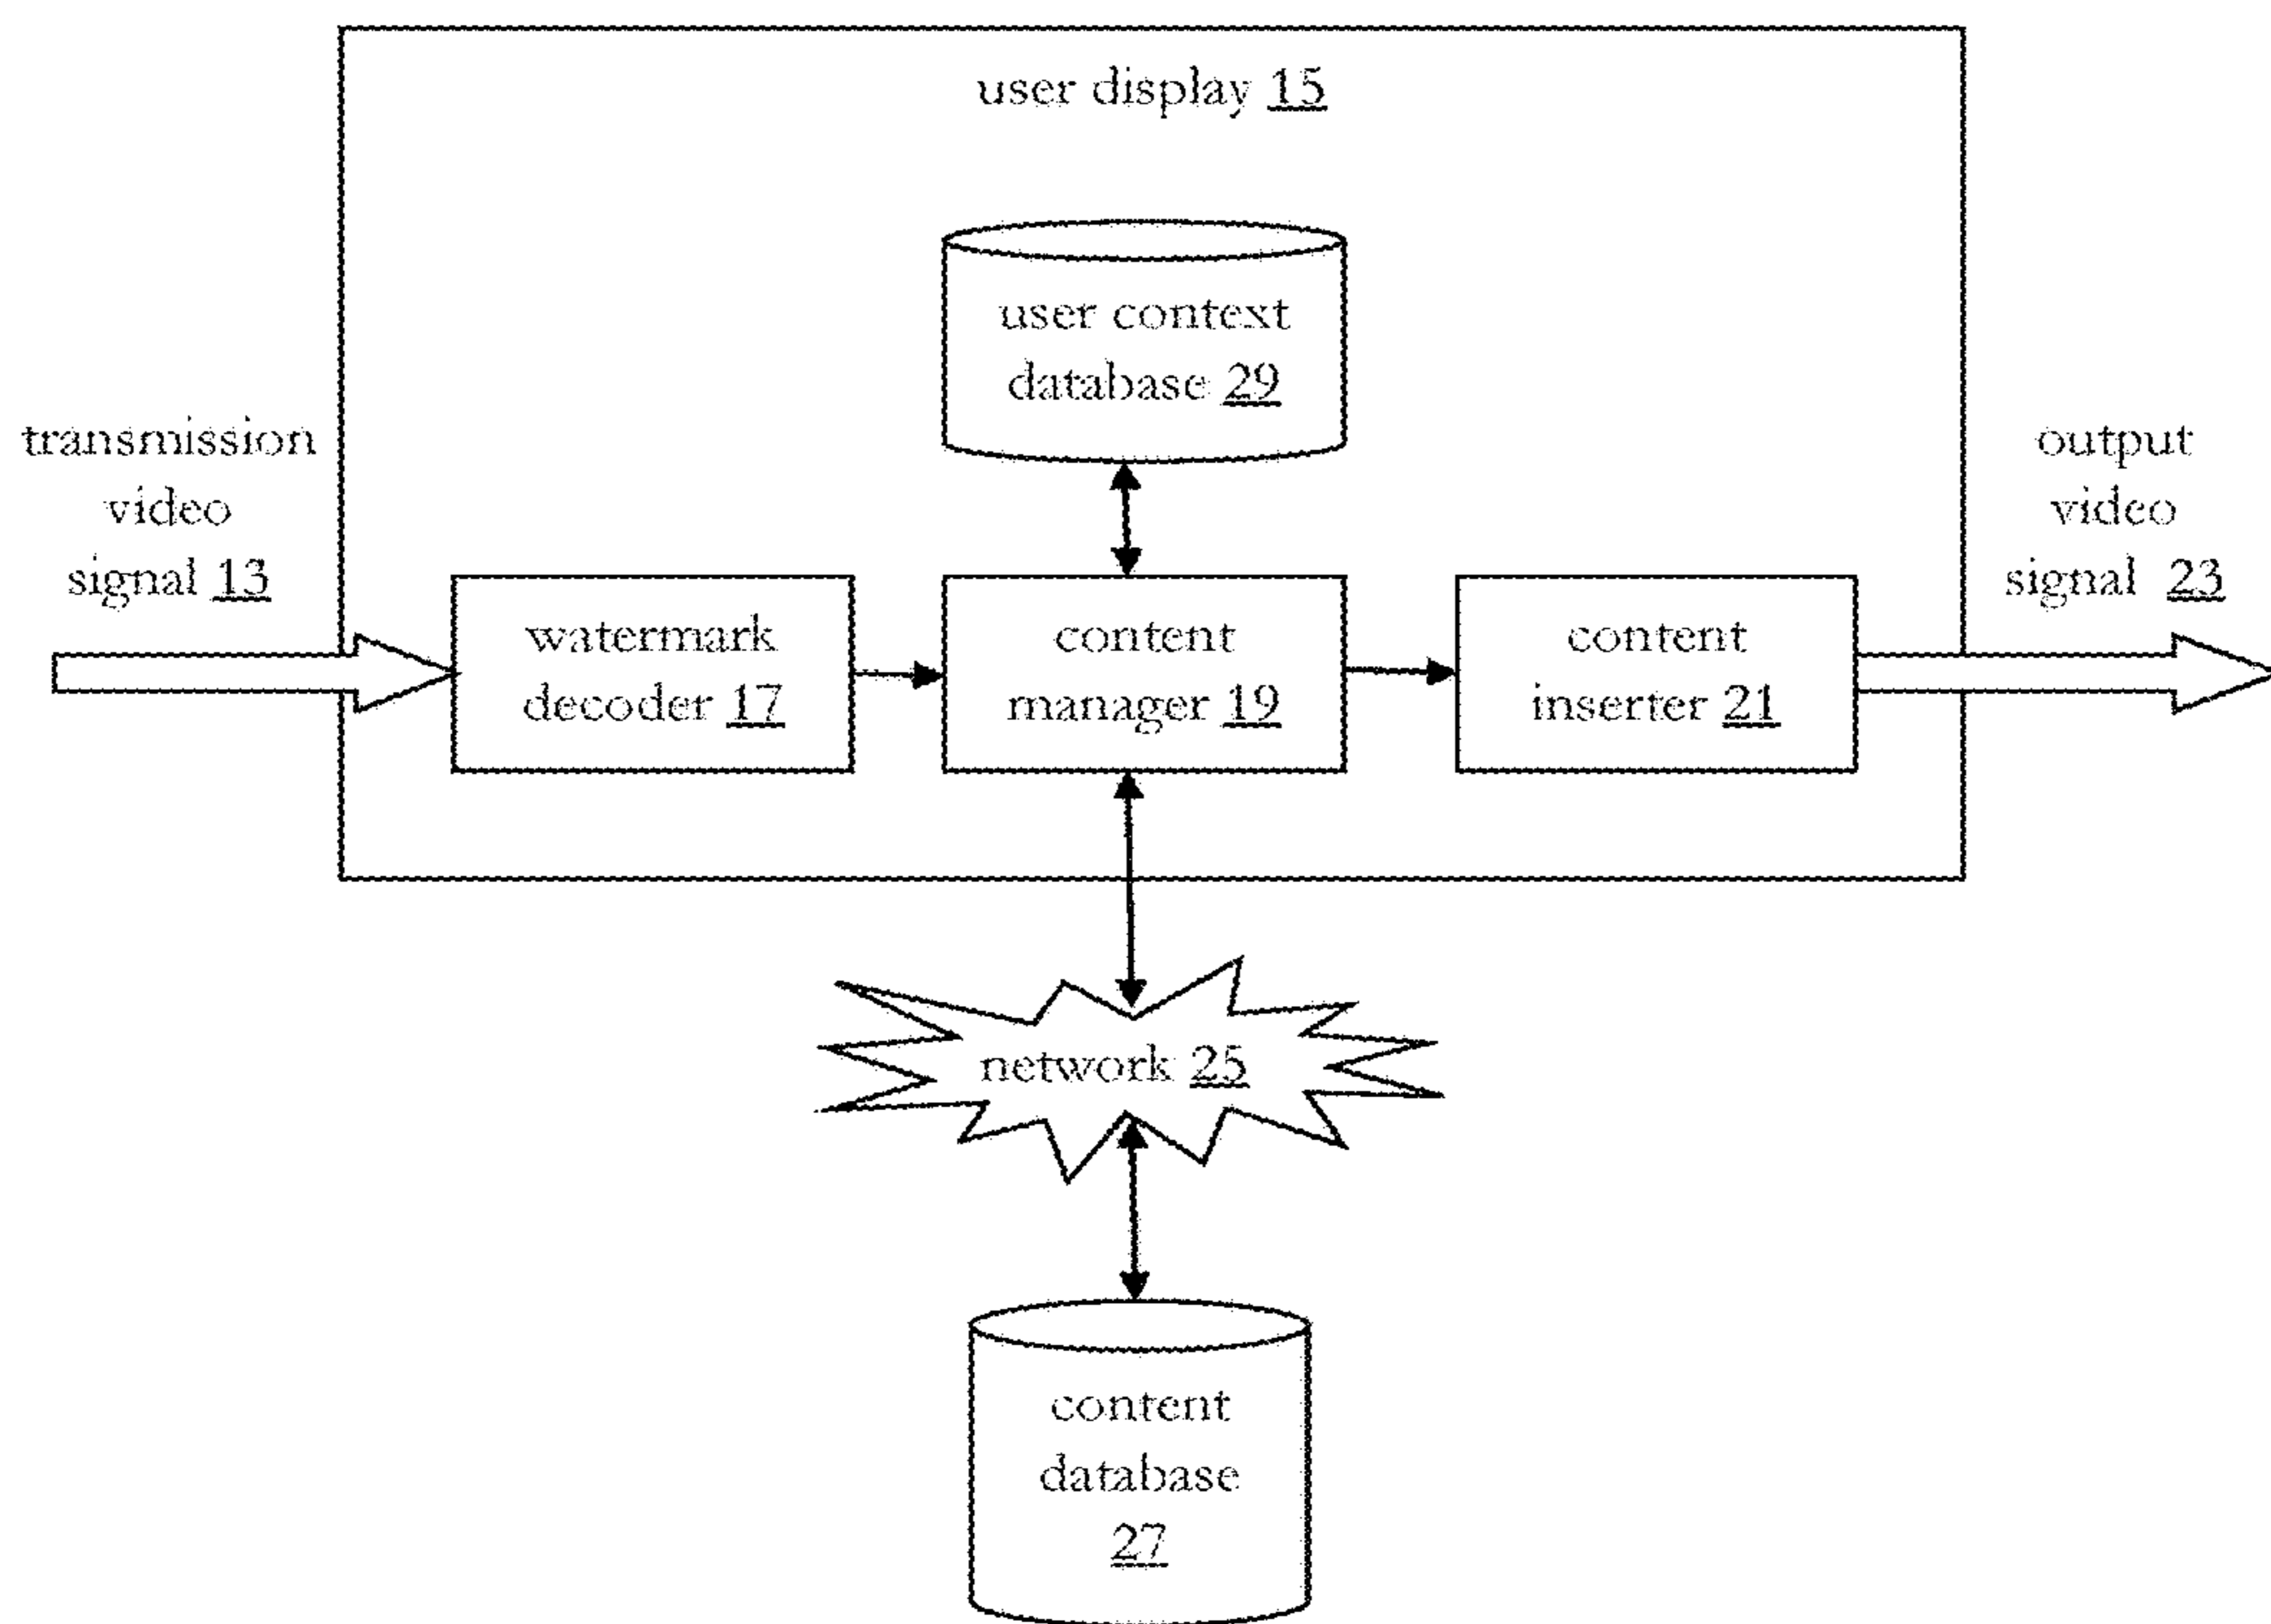 user display 15
user context
database 29
transmission
video
signal 13
output
video
signal 23
watermark
decoder 17
content
manager 19
content
inserter 21
network 25
content
database
27